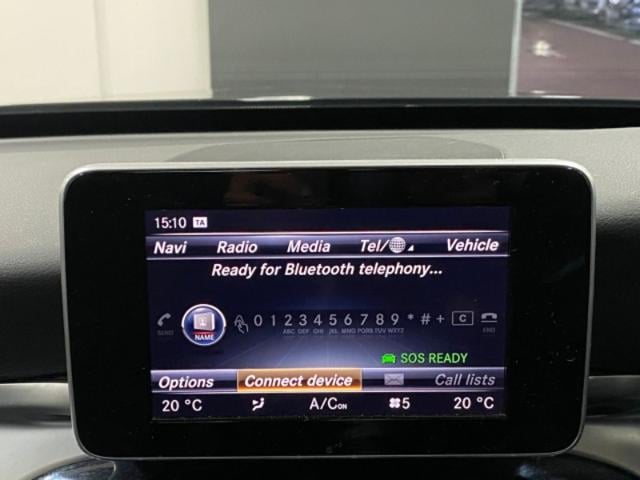 15:10 TA
Navi Radio Media Tel/ Vehicle
Ready for Bluetooth telephony...
SEND NAME 0 1 2 3 4 5 6 7 8 9 * # + C END
ABC DEF GHI JKL MNO PQRS TUV WXYZ
SOS READY
Options Connect device Call lists
20 °C A/C ON 5 20 °C